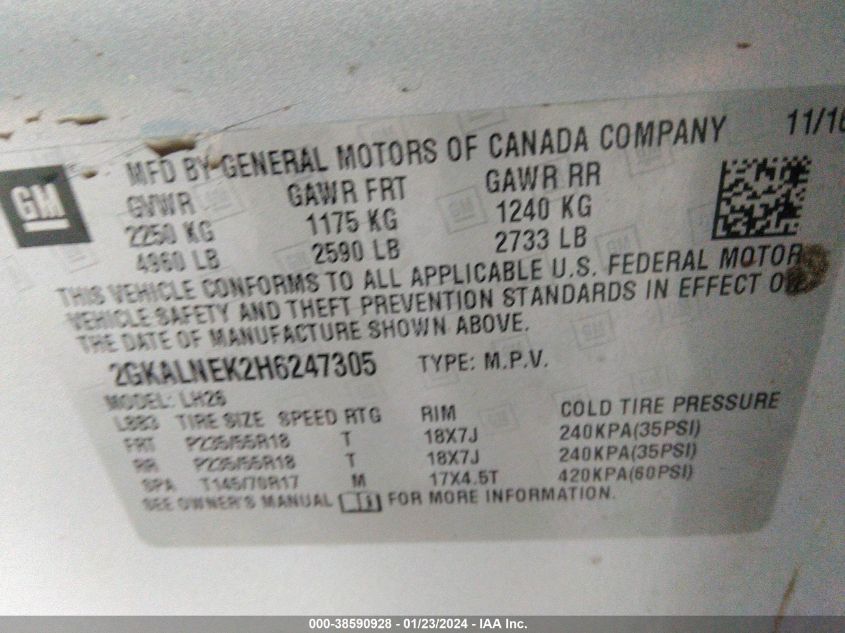 MFD BY GENERAL MOTORS OF CANADA COMPANY 11/16
GM
GVWR GAWR FRT GAWR RR
2250 KG 1175 KG 1240 KG
4960 LB 2590 LB 2733 LB
THIS VEHICLE CONFORMS TO ALL APPLICABLE U.S. FEDERAL MOTOR
VEHICLE SAFETY AND THEFT PREVENTION STANDARDS IN EFFECT ON
THE DATE OF MANUFACTURE SHOWN ABOVE.
2GKALNEK2H6247305 TYPE: M.P.V.
MODEL: LH26
L883 TIRE SIZE SPEED RTG RIM COLD TIRE PRESSURE
FRT P235/55R18 T 18X7J 240KPA(35PSI)
RR P235/55R18 T 18X7J 240KPA(35PSI)
SPA T145/70R17 M 17X4.5T 420KPA(60PSI)
SEE OWNER'S MANUAL FOR MORE INFORMATION.
000-38590928 - 01/23/2024 - IAA Inc.